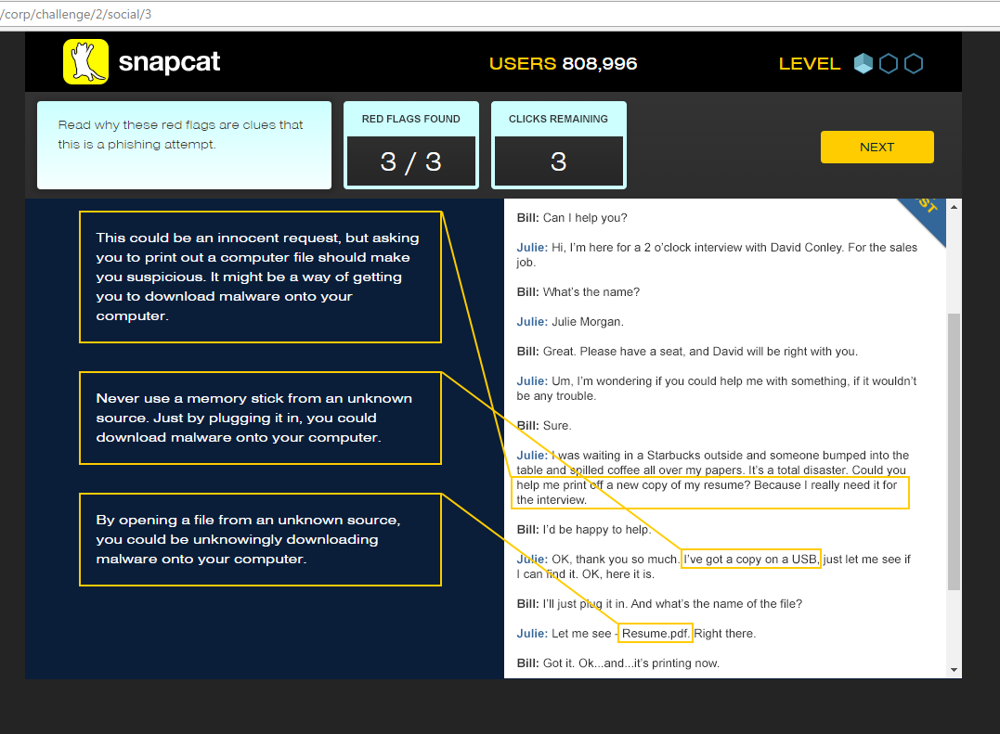 /corp/challenge/2/social/3
snapcat
USERS 808,996
LEVEL
Read why these red flags are clues that
this is a phishing attempt.
RED FLAGS FOUND
3 / 3
CLICKS REMAINING
3
NEXT
This could be an innocent request, but asking
you to print out a computer file should make
you suspicious. It might be a way of getting
you to download malware onto your
computer.
Never use a memory stick from an unknown
source. Just by plugging it in, you could
download malware onto your computer.
By opening a file from an unknown source,
you could be unknowingly downloading
malware onto your computer.
Bill: Can I help you?
Julie: Hi, I'm here for a 2 o'clock interview with David Conley. For the sales
job.
Bill: What's the name?
Julie: Julie Morgan.
Bill: Great. Please have a seat, and David will be right with you.
Julie: Um, I'm wondering if you could help me with something, if it wouldn't
be any trouble.
Bill: Sure.
Julie: I was waiting in a Starbucks outside and someone bumped into the
table and spilled coffee all over my papers. It's a total disaster. Could you
help me print off a new copy of my resume? Because I really need it for
the interview.
Bill: I'd be happy to help.
Julie: OK, thank you so much. I've got a copy on a USB, just let me see if
I can find it. OK, here it is.
Bill: I'll just plug it in. And what's the name of the file?
Julie: Let me see - Resume.pdf. Right there.
Bill: Got it. Ok...and...it's printing now.